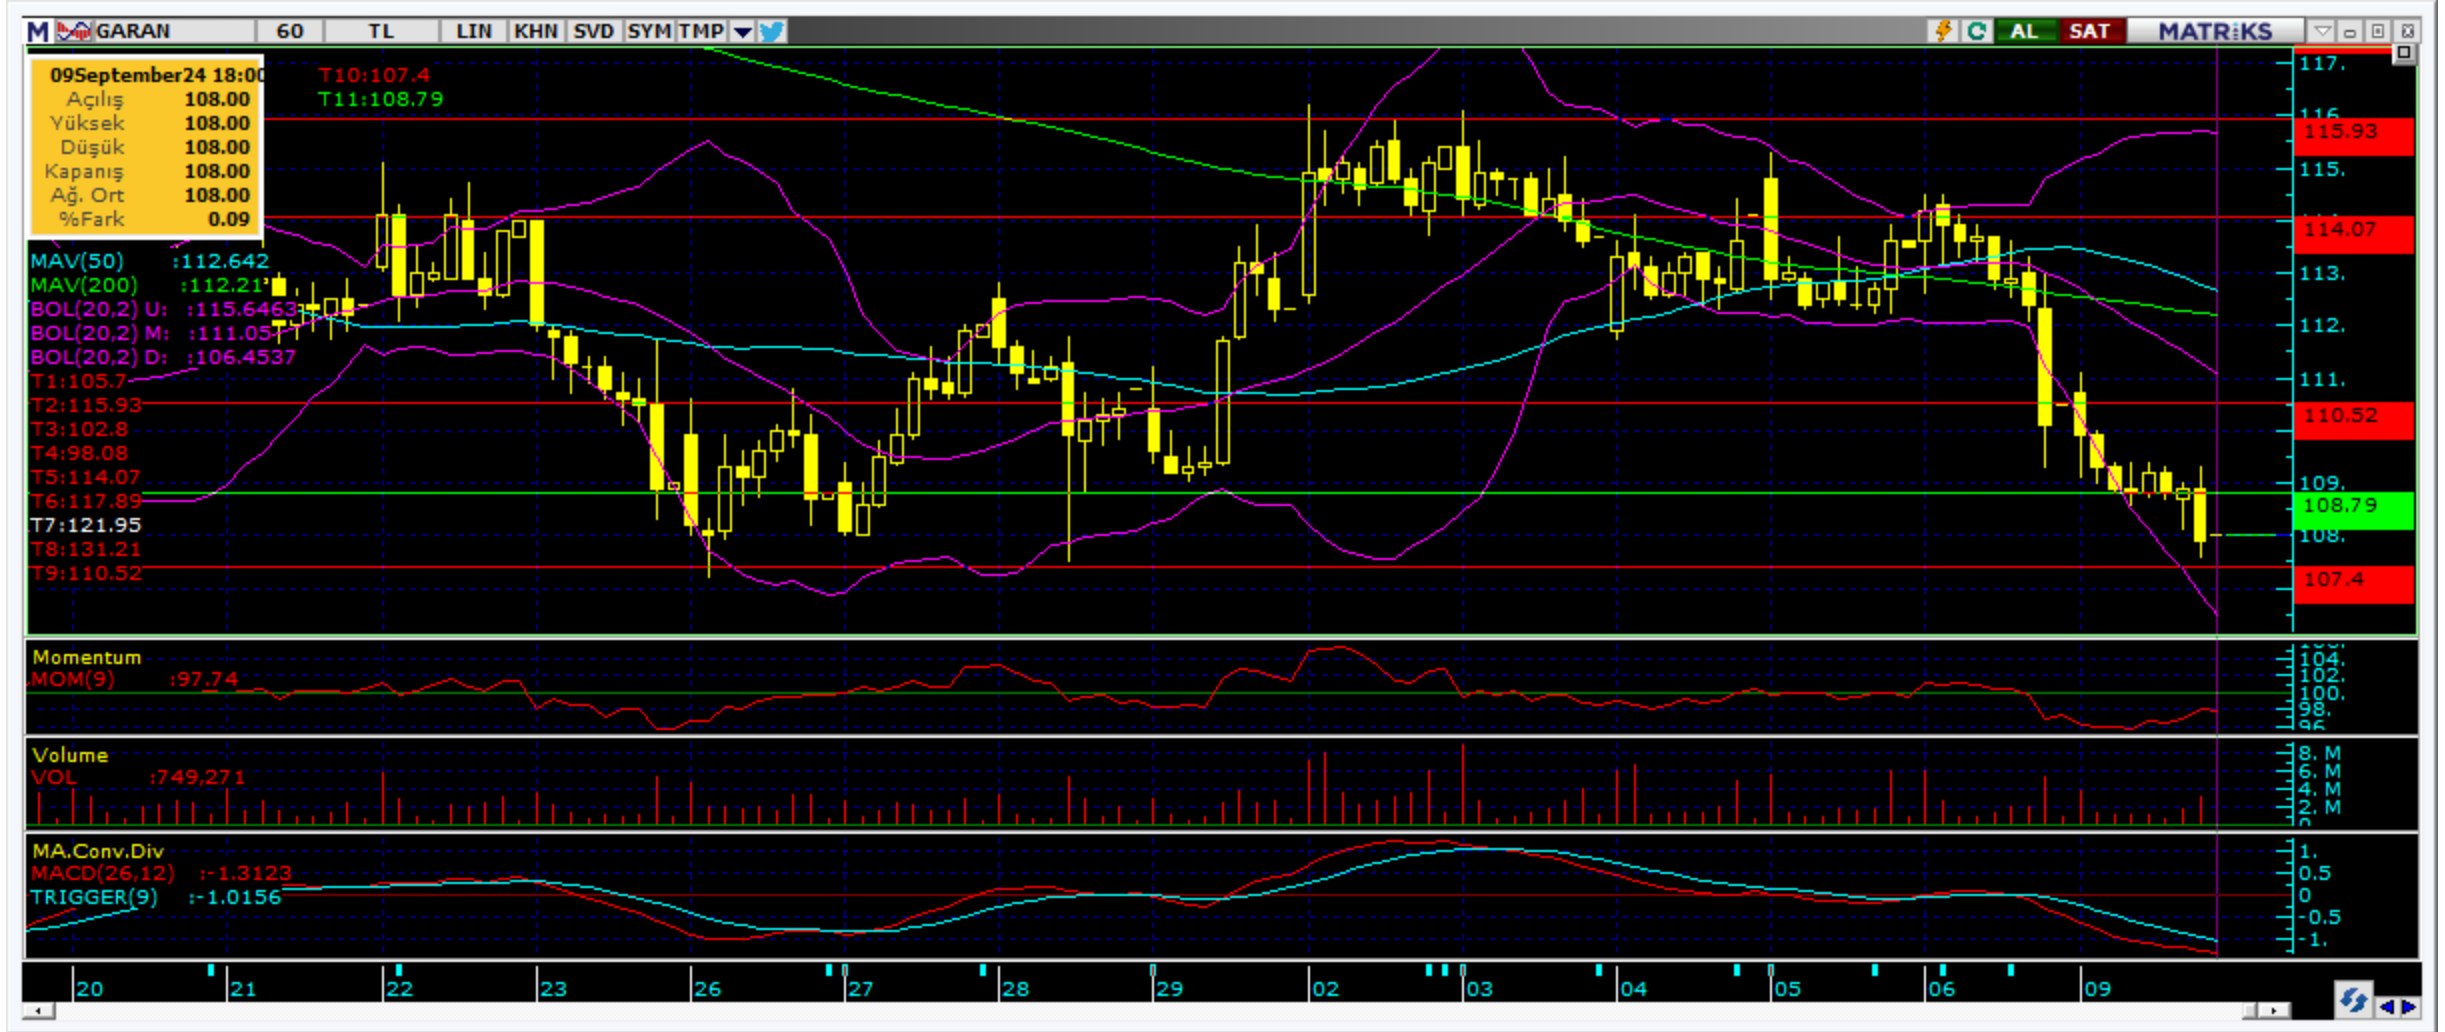 M GARAN 60 TL LIN KHN SVD SYM TMP AL SAT MATRiKS
09September24 18:00
Açılış 108.00
Yüksek 108.00
Düşük 108.00
Kapanış 108.00
Ağ. Ort 108.00
%Fark 0.09
T10:107.4
T11:108.79
MAV(50) :112.642
MAV(200) :112.21
BOL(20,2) U: :115.6463
BOL(20,2) M: :111.05
BOL(20,2) D: :106.4537
T1:105.7
T2:115.93
T3:102.8
T4:98.08
T5:114.07
T6:117.89
T7:121.95
T8:131.21
T9:110.52
117.
116.
115.93
115.
114.07
113.
112.
111.
110.52
109.
108.79
108.
107.4
Momentum
MOM(9) :97.74
104.
102.
100.
98.
96
Volume
VOL :749,271
8. M
6. M
4. M
2. M
0
MA.Conv.Div
MACD(26,12) :-1.3123
TRIGGER(9) :-1.0156
1.
0.5
0
-0.5
-1.
20 21 22 23 26 27 28 29 02 03 04 05 06 09